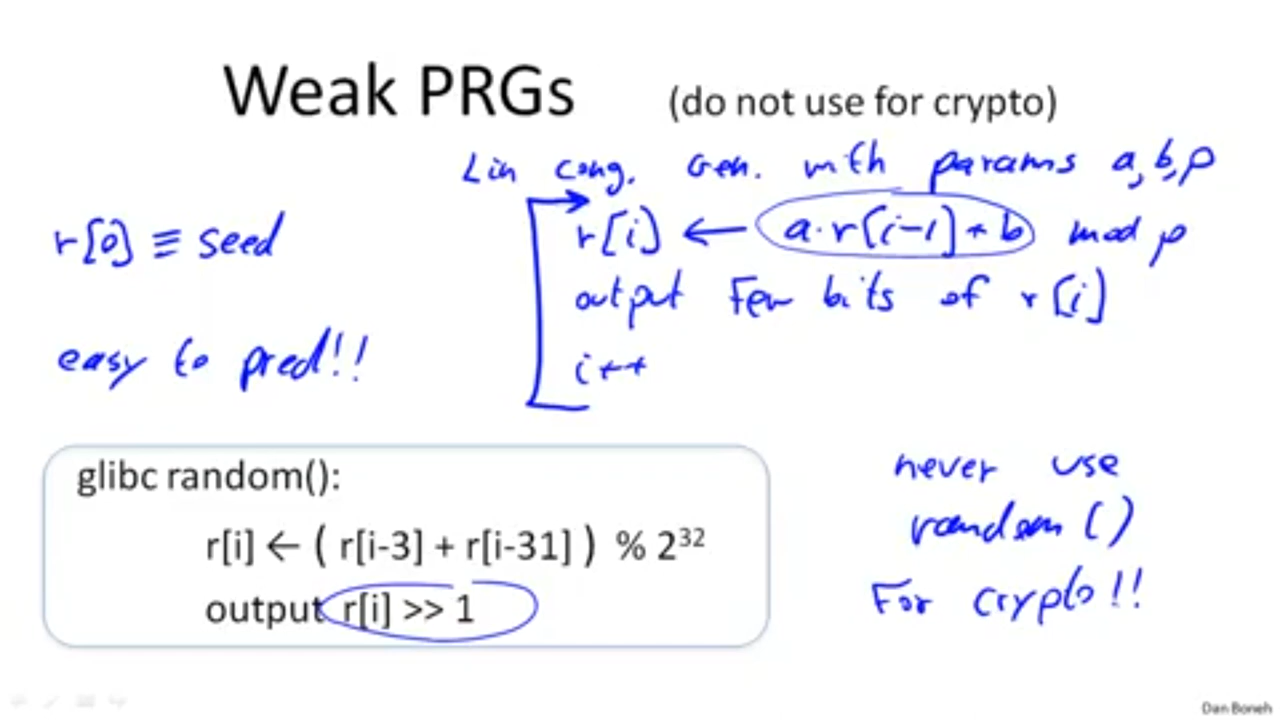 Weak PRGs (do not use for crypto)
Lin cong. Gen. with params a, b, p
r[0] ≡ seed
r[i] ← a·r[i-1] + b mod p
output few bits of r[i]
easy to pred!!
i++
glibc random():
r[i] ← ( r[i-3] + r[i-31] ) % 2³²
output r[i] >> 1
never use
random()
For crypto!!
Dan Boneh